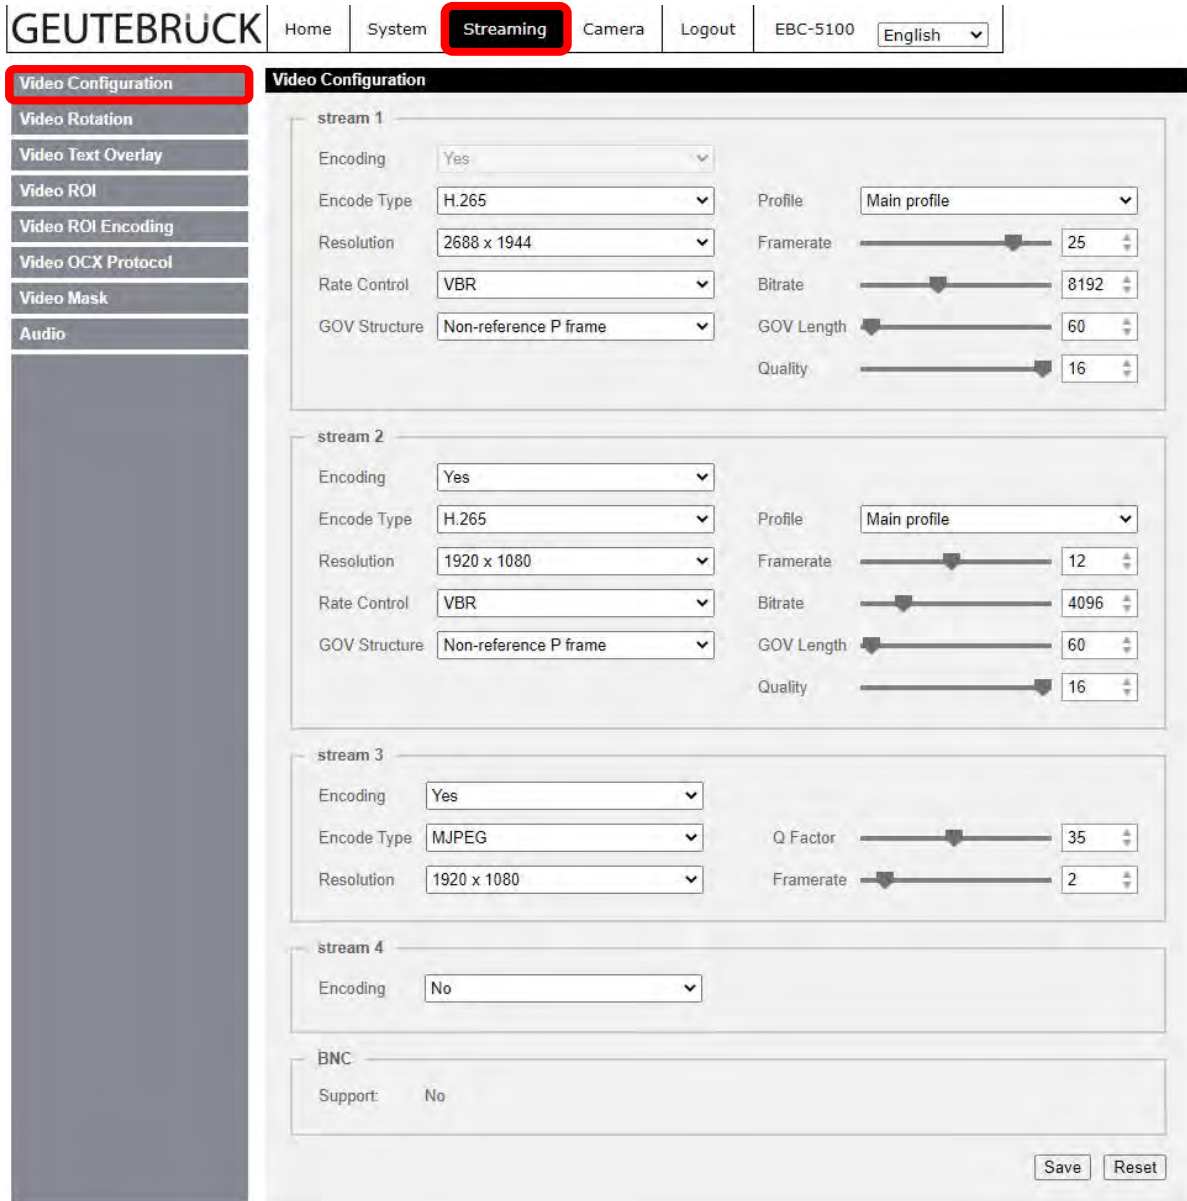 GEUTEBRÜCK Home System Streaming Camera Logout EBC-5100 English
Video Configuration
Video Rotation
Video Text Overlay
Video ROI
Video ROI Encoding
Video OCX Protocol
Video Mask
Audio
Video Configuration
stream 1
Encoding Yes
Encode Type H.265 Profile Main profile
Resolution 2688 x 1944 Framerate 25
Rate Control VBR Bitrate 8192
GOV Structure Non-reference P frame GOV Length 60
Quality 16
stream 2
Encoding Yes
Encode Type H.265 Profile Main profile
Resolution 1920 x 1080 Framerate 12
Rate Control VBR Bitrate 4096
GOV Structure Non-reference P frame GOV Length 60
Quality 16
stream 3
Encoding Yes
Encode Type MJPEG Q Factor 35
Resolution 1920 x 1080 Framerate 2
stream 4
Encoding No
BNC
Support: No
Save Reset